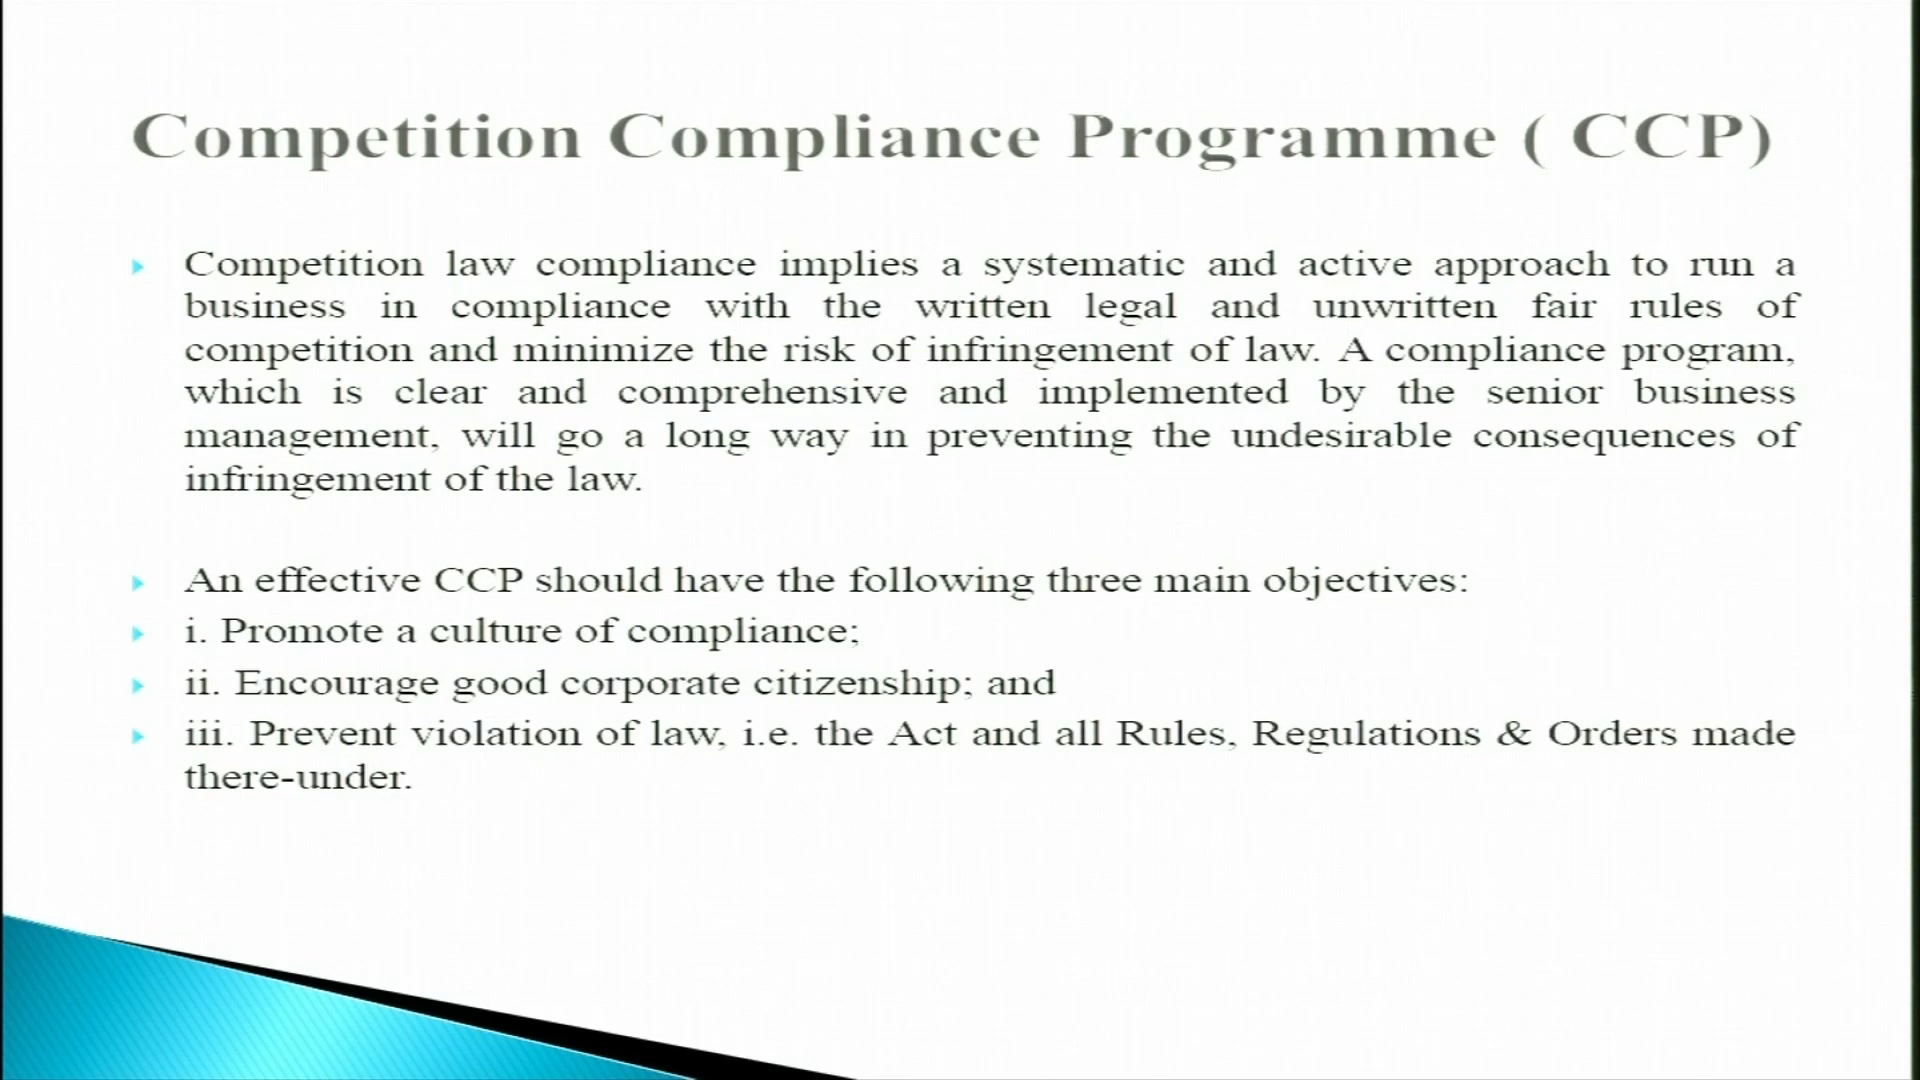 Competition Compliance Programme ( CCP)
Competition law compliance implies a systematic and active approach to run a
business in compliance with the written legal and unwritten fair rules of
competition and minimize the risk of infringement of law. A compliance program,
which is clear and comprehensive and implemented by the senior business
management, will go a long way in preventing the undesirable consequences of
infringement of the law.
An effective CCP should have the following three main objectives:
i. Promote a culture of compliance;
ii. Encourage good corporate citizenship; and
iii. Prevent violation of law, i.e. the Act and all Rules, Regulations & Orders made
there-under.